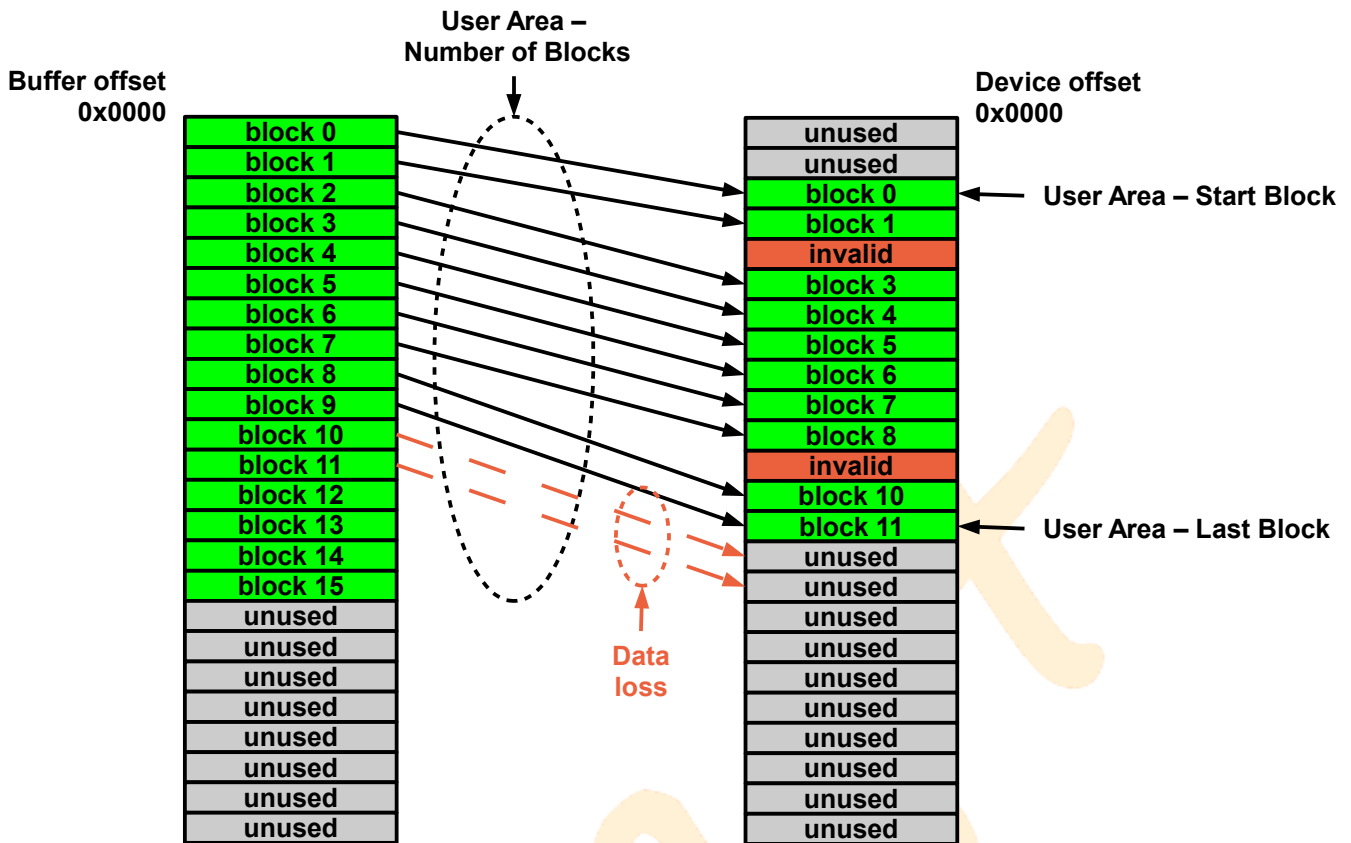 User Area –
Number of Blocks
Buffer offset
0x0000
Device offset
0x0000
block 0
block 1
block 2
block 3
block 4
block 5
block 6
block 7
block 8
block 9
block 10
block 11
block 12
block 13
block 14
block 15
unused
unused
unused
unused
unused
unused
unused
unused
Data
loss
unused
unused
block 0
block 1
invalid
block 3
block 4
block 5
block 6
block 7
block 8
invalid
block 10
block 11
unused
unused
unused
unused
unused
unused
unused
unused
unused
unused
User Area – Start Block
User Area – Last Block